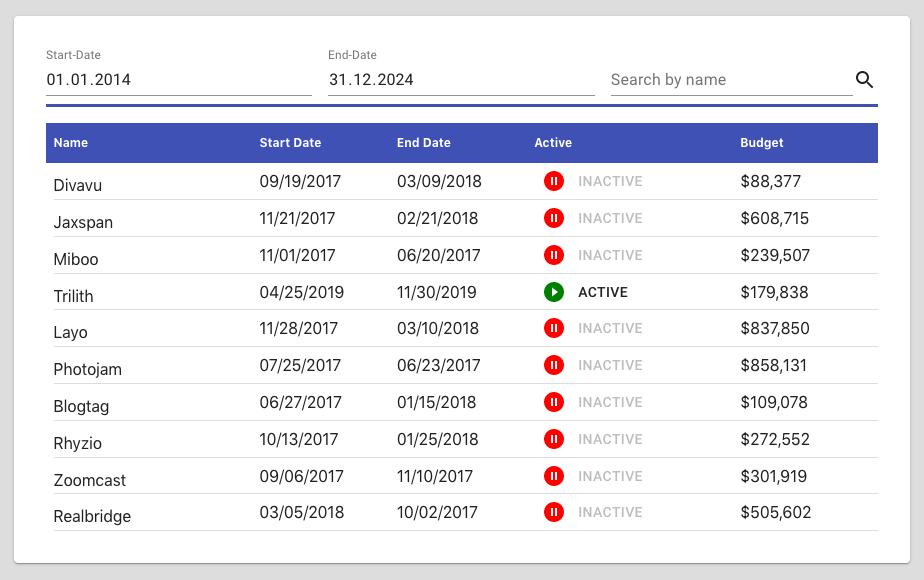 Start-Date End-Date
01.01.2014 31.12.2024 Search by name
Name Start Date End Date Active Budget
Divavu 09/19/2017 03/09/2018 INACTIVE $88,377
Jaxspan 11/21/2017 02/21/2018 INACTIVE $608,715
Miboo 11/01/2017 06/20/2017 INACTIVE $239,507
Trilith 04/25/2019 11/30/2019 ACTIVE $179,838
Layo 11/28/2017 03/10/2018 INACTIVE $837,850
Photojam 07/25/2017 06/23/2017 INACTIVE $858,131
Blogtag 06/27/2017 01/15/2018 INACTIVE $109,078
Rhyzio 10/13/2017 01/25/2018 INACTIVE $272,552
Zoomcast 09/06/2017 11/10/2017 INACTIVE $301,919
Realbridge 03/05/2018 10/02/2017 INACTIVE $505,602